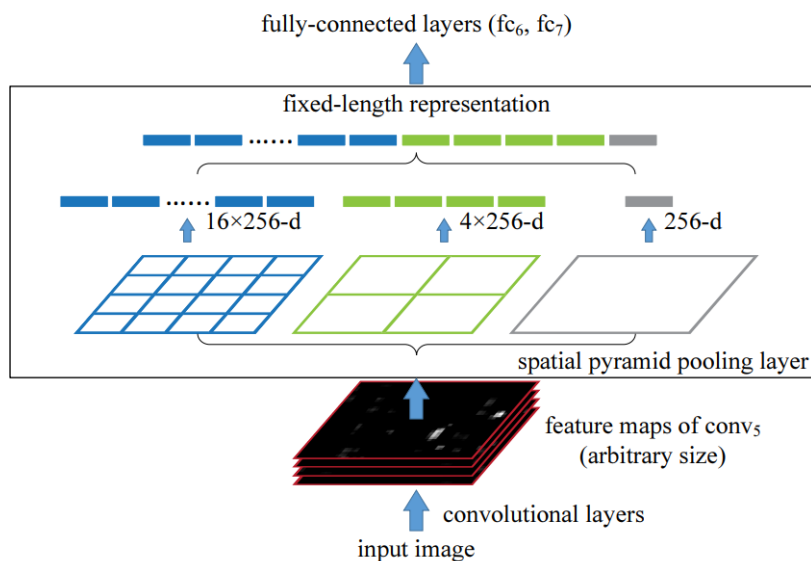 fully-connected layers (fc6, fc7)
fixed-length representation
......
......
16×256-d
4×256-d
256-d
spatial pyramid pooling layer
feature maps of conv5
(arbitrary size)
convolutional layers
input image